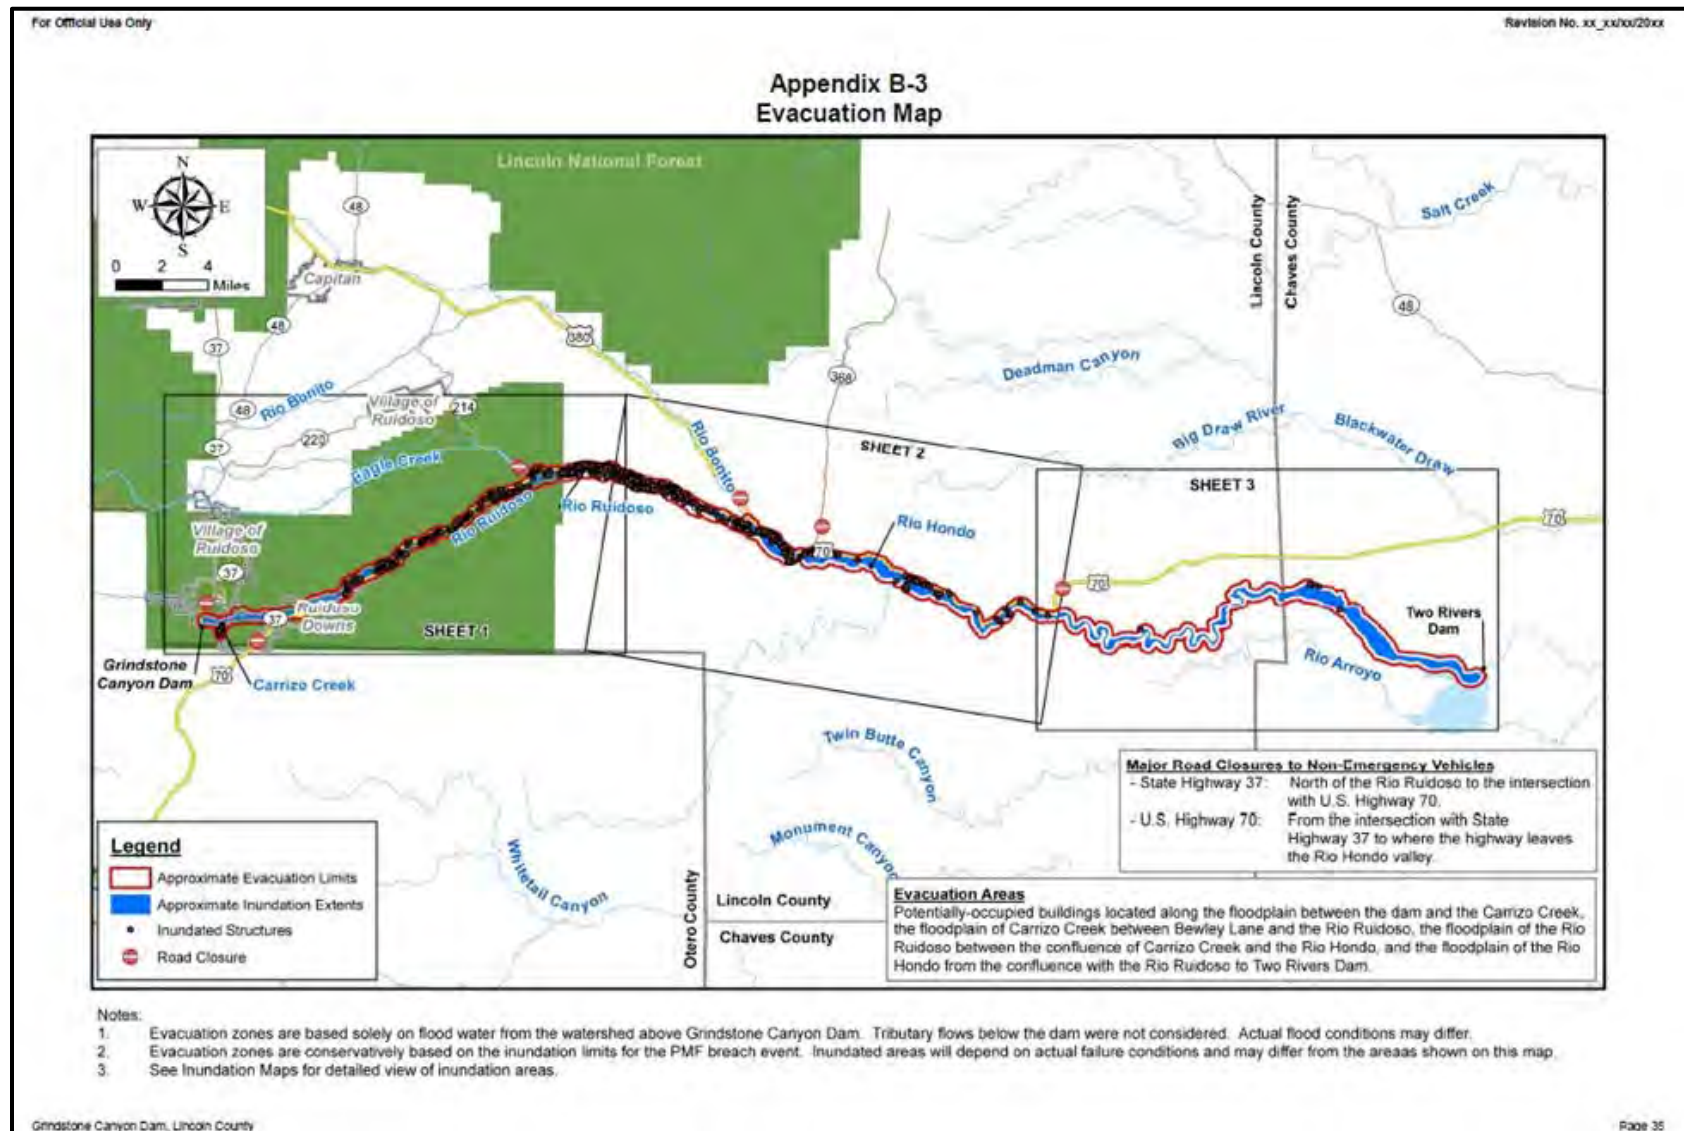 For Official Use Only
Revision No. xx_xx/xx/20xx
Appendix B-3
Evacuation Map
Lincoln National Forest
N
W
E
S
0 2 4
Miles
48
Capitan
48
37
380
368
Lincoln County
Chaves County
Salt Creek
48
Deadman Canyon
Big Draw River
Blackwater Draw
Rio Bonito
48
Village of
Ruidoso
214
220
37
Eagle Creek
Rio Bonito
SHEET 2
SHEET 3
Village of
Ruidoso
37
Rio Ruidoso
Rio Ruidoso
70
Rio Hondo
70
70
37
Ruidoso
Downs
SHEET 1
Two Rivers
Dam
Rio Arroyo
Grindstone
Canyon Dam
70
Carrizo Creek
Twin Butte Canyon
Monument Canyon
Whitetail Canyon
Otero County
Lincoln County
Chaves County
Major Road Closures to Non-Emergency Vehicles
- State Highway 37: North of the Rio Ruidoso to the intersection
with U.S. Highway 70.
- U.S. Highway 70: From the intersection with State
Highway 37 to where the highway leaves
the Rio Hondo valley.
Legend
Approximate Evacuation Limits
Approximate Inundation Extents
Inundated Structures
Road Closure
Evacuation Areas
Potentially-occupied buildings located along the floodplain between the dam and the Carrizo Creek,
the floodplain of Carrizo Creek between Bewley Lane and the Rio Ruidoso, the floodplain of the Rio
Ruidoso between the confluence of Carrizo Creek and the Rio Hondo, and the floodplain of the Rio
Hondo from the confluence with the Rio Ruidoso to Two Rivers Dam.
Notes:
1. Evacuation zones are based solely on flood water from the watershed above Grindstone Canyon Dam. Tributary flows below the dam were not considered. Actual flood conditions may differ.
2. Evacuation zones are conservatively based on the inundation limits for the PMF breach event. Inundated areas will depend on actual failure conditions and may differ from the areaas shown on this map.
3. See Inundation Maps for detailed view of inundation areas.
Grindstone Canyon Dam, Lincoln County
Page 35